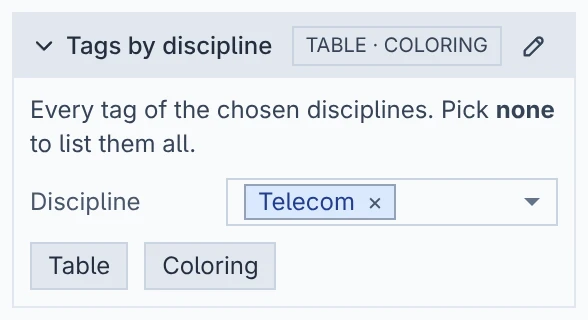 Tags by discipline TABLE · COLORING
Every tag of the chosen disciplines. Pick none
to list them all.
Discipline Telecom ×
Table Coloring